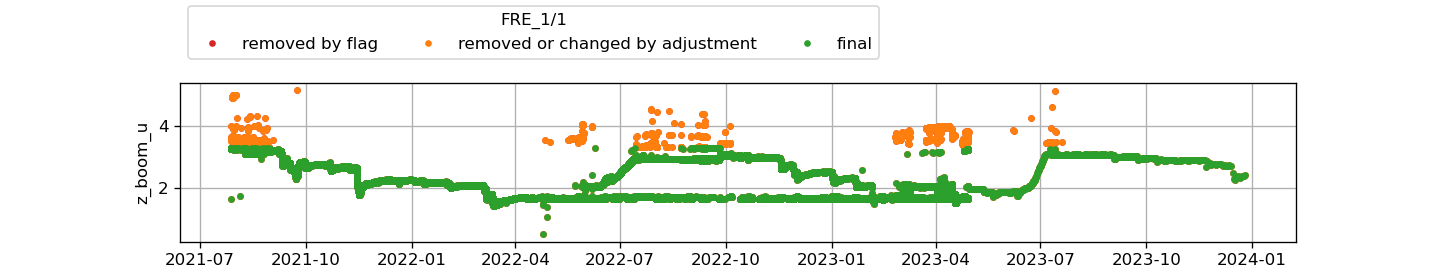 FRE_1/1
removed by flag
removed or changed by adjustment
final
z_boom_u
4
2
2021-07
2021-10
2022-01
2022-04
2022-07
2022-10
2023-01
2023-04
2023-07
2023-10
2024-01